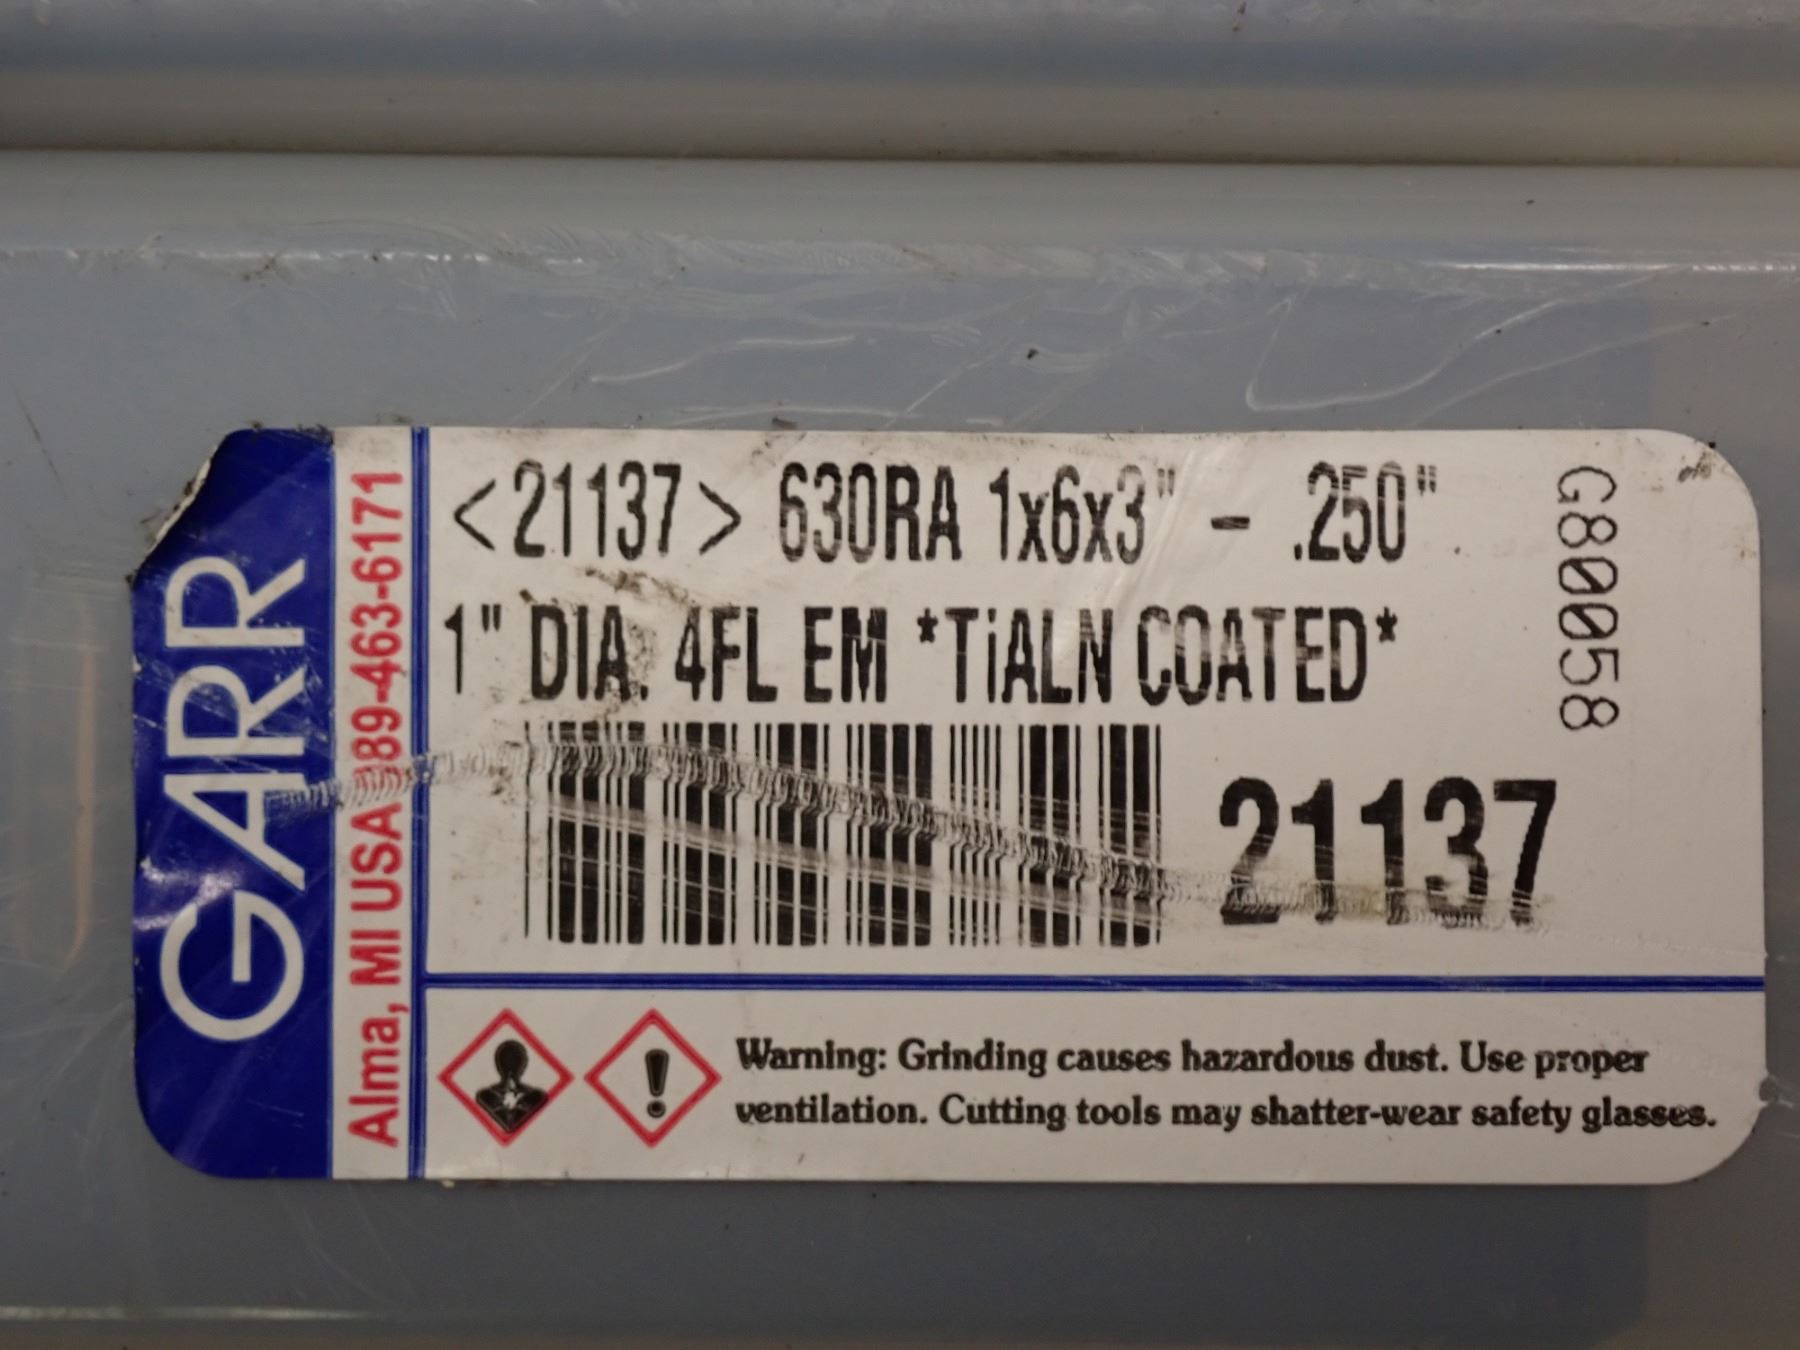 GARR
Alma, MI USA 989-463-6171
<21137> 630RA 1x6x3" - .250"
1" DIA. 4FL EM *TiALN COATED*
G80058
21137
Warning: Grinding causes hazardous dust. Use proper
ventilation. Cutting tools may shatter-wear safety glasses.